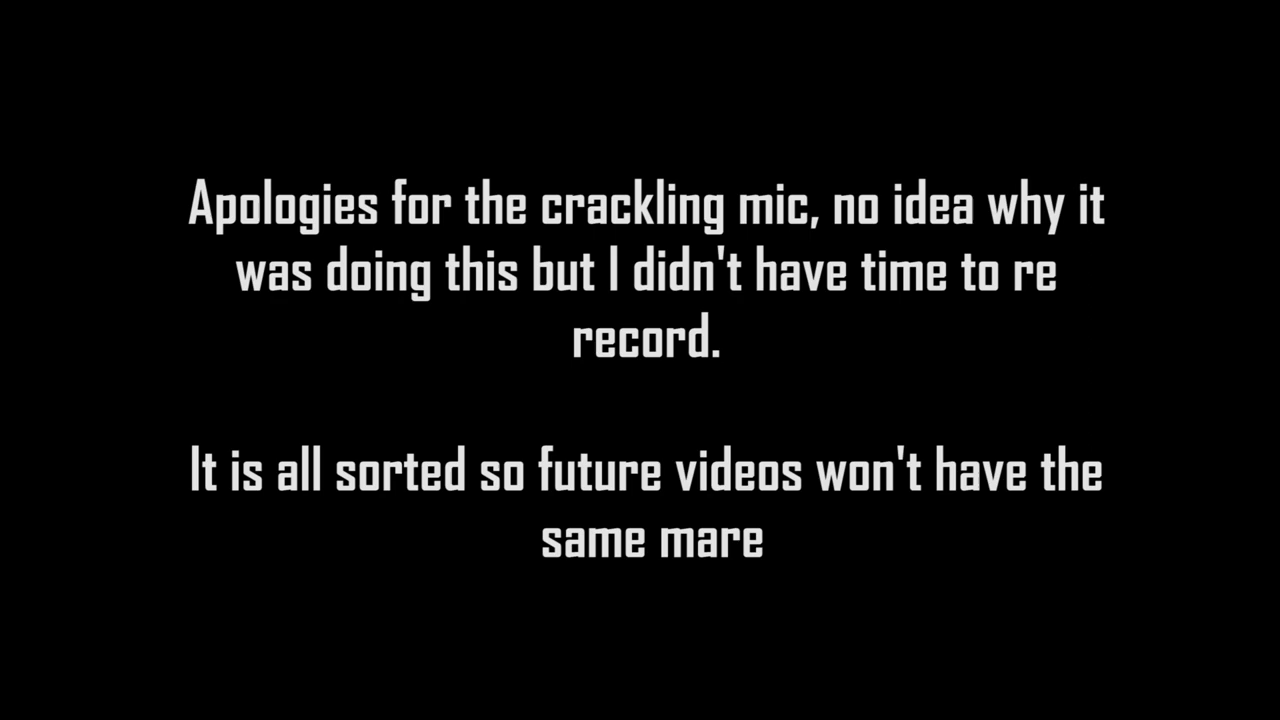 Apologies for the crackling mic, no idea why it
was doing this but I didn't have time to re
record.
It is all sorted so future videos won't have the
same mare